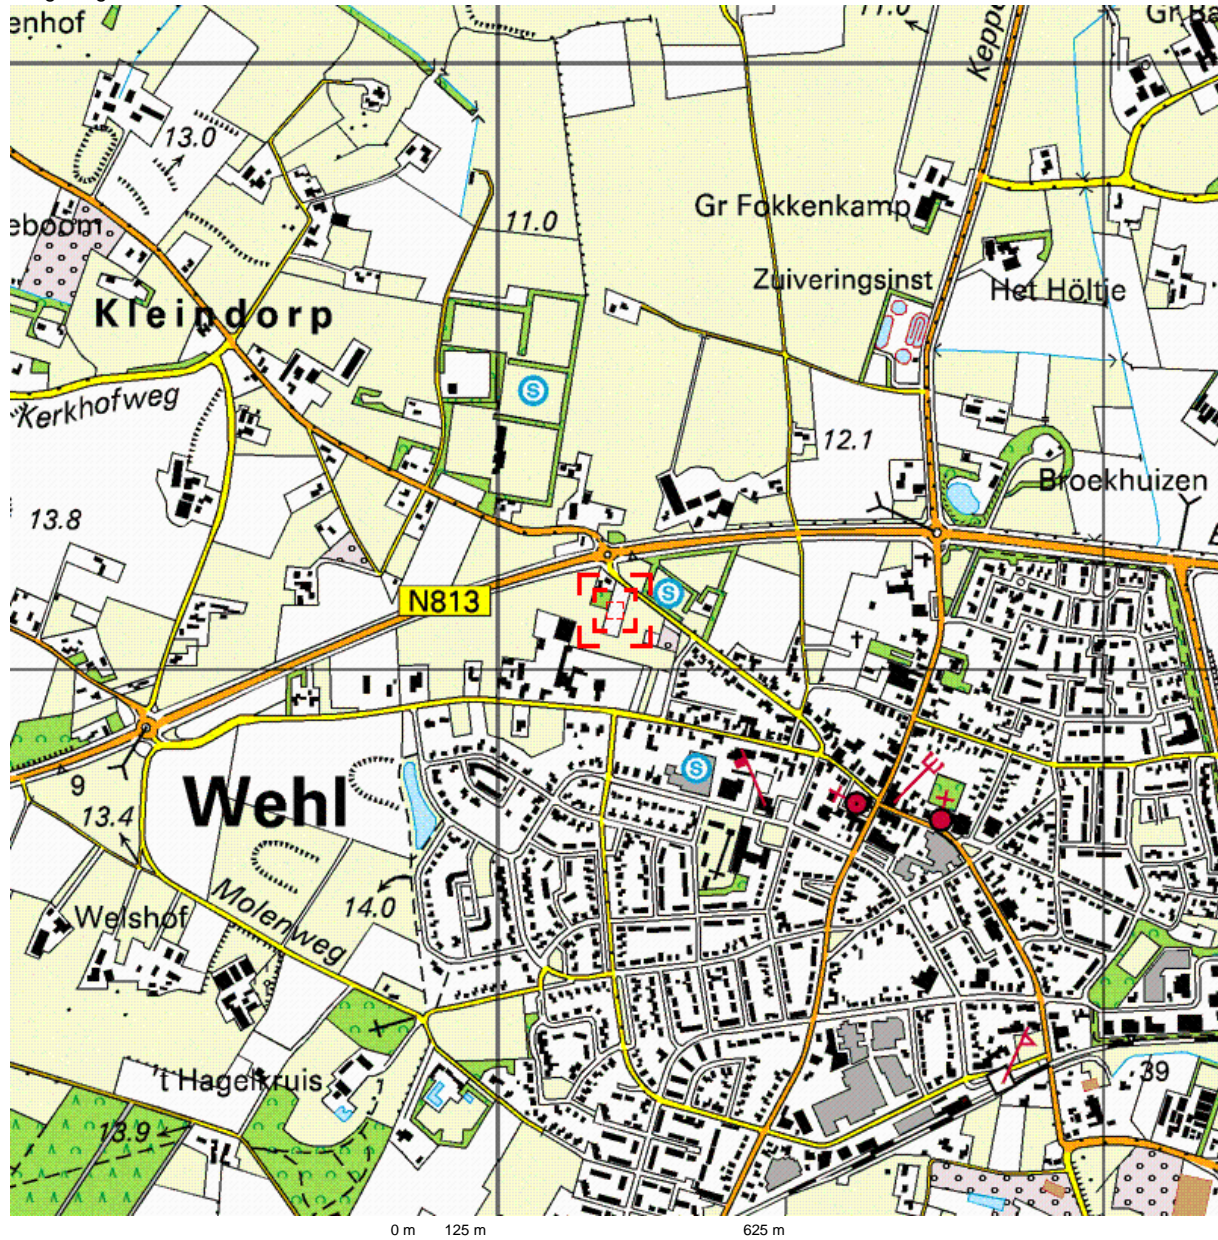 enhof
11.0
Gr Ba
13.0
Gr Fokkenkamp
eboom
11.0
Zuiveringsinst
Het Höltje
Kleindorp
S
Kerkhofweg
12.1
Broekhuizen
13.8
N813
S
S
9
Wehl
13.4
Molenweg
14.0
Welshof
't Hagelkruis
39
13.9
0 m
125 m
625 m